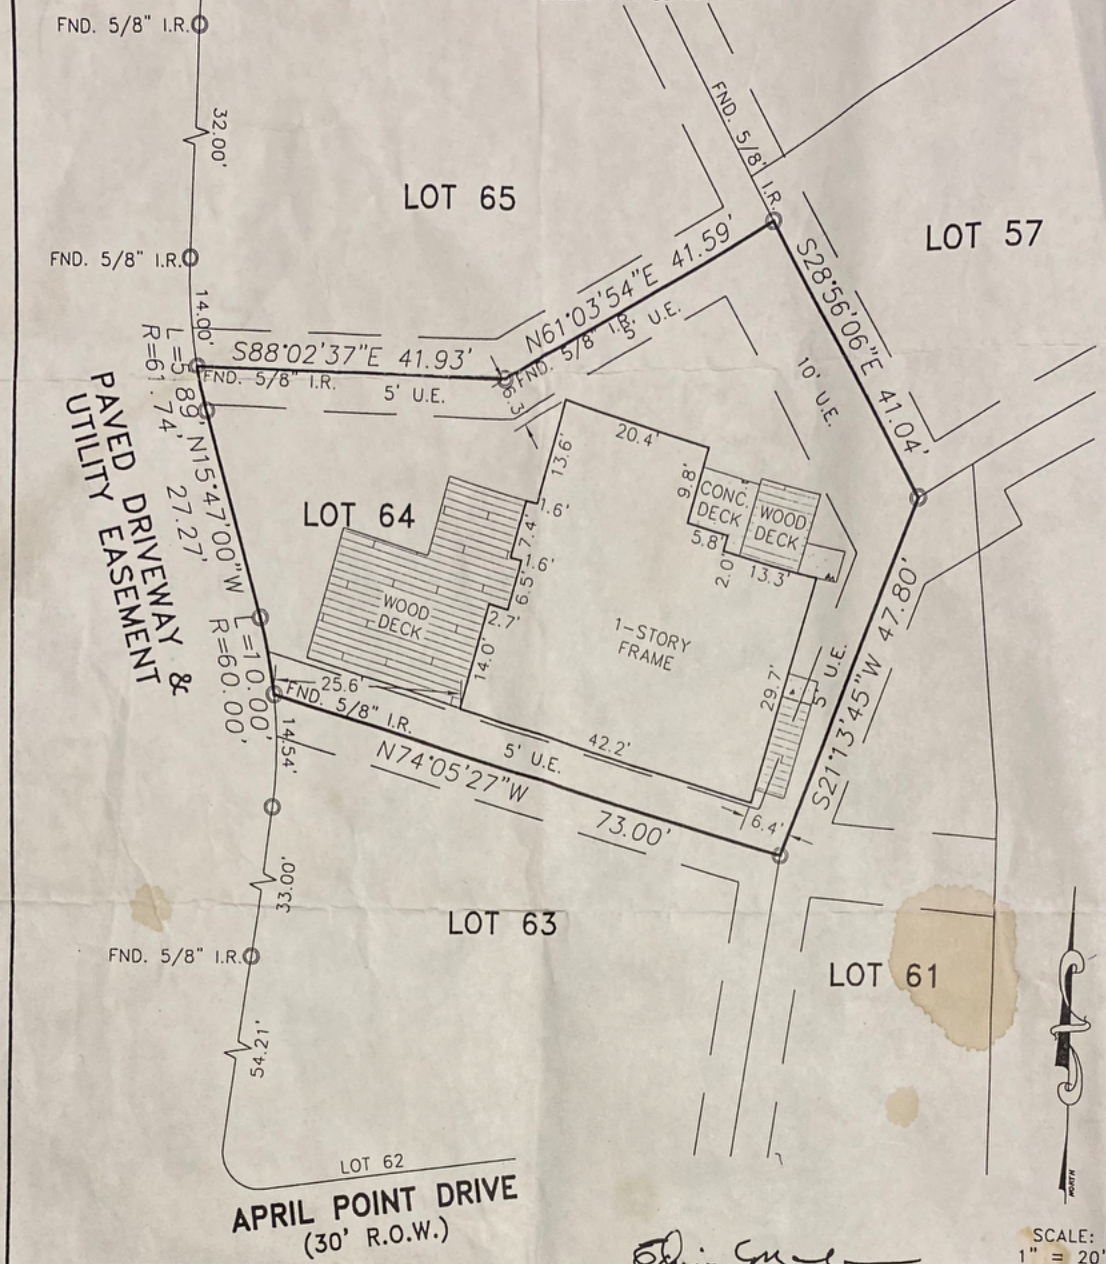 FND. 5/8" I.R.
32.00'
FND. 5/8" I.R.
LOT 65
LOT 57
FND. 5/8" I.R.
FND. 5/8" I.R.
14.00'
L=5.89'
R=61.74'
S88°02'37"E 41.93'
FND. 5/8" I.R.
5' U.E.
N61°03'54"E 41.59'
FND. 5/8" I.R.
5' U.E.
S28°56'06"E 41.04'
10' U.E.
6.3'
PAVED DRIVEWAY &
UTILITY EASEMENT
N15°47'00"W
27.27'
LOT 64
13.6'
20.4'
1.6'
7.4'
1.6'
6.5'
2.7'
14.0'
9.8'
CONC.
DECK
WOOD
DECK
5.8'
2.0'
13.3'
WOOD
DECK
1-STORY
FRAME
29.7'
5' U.E.
S21°13'45"W 47.80'
L=10.00'
R=60.00'
25.6'
FND. 5/8" I.R.
14.54'
5' U.E.
42.2'
N74°05'27"W
73.00'
6.4'
33.00'
LOT 63
FND. 5/8" I.R.
LOT 61
54.21'
LOT 62
APRIL POINT DRIVE
(30' R.O.W.)
NORTH
SCALE:
1" = 20'